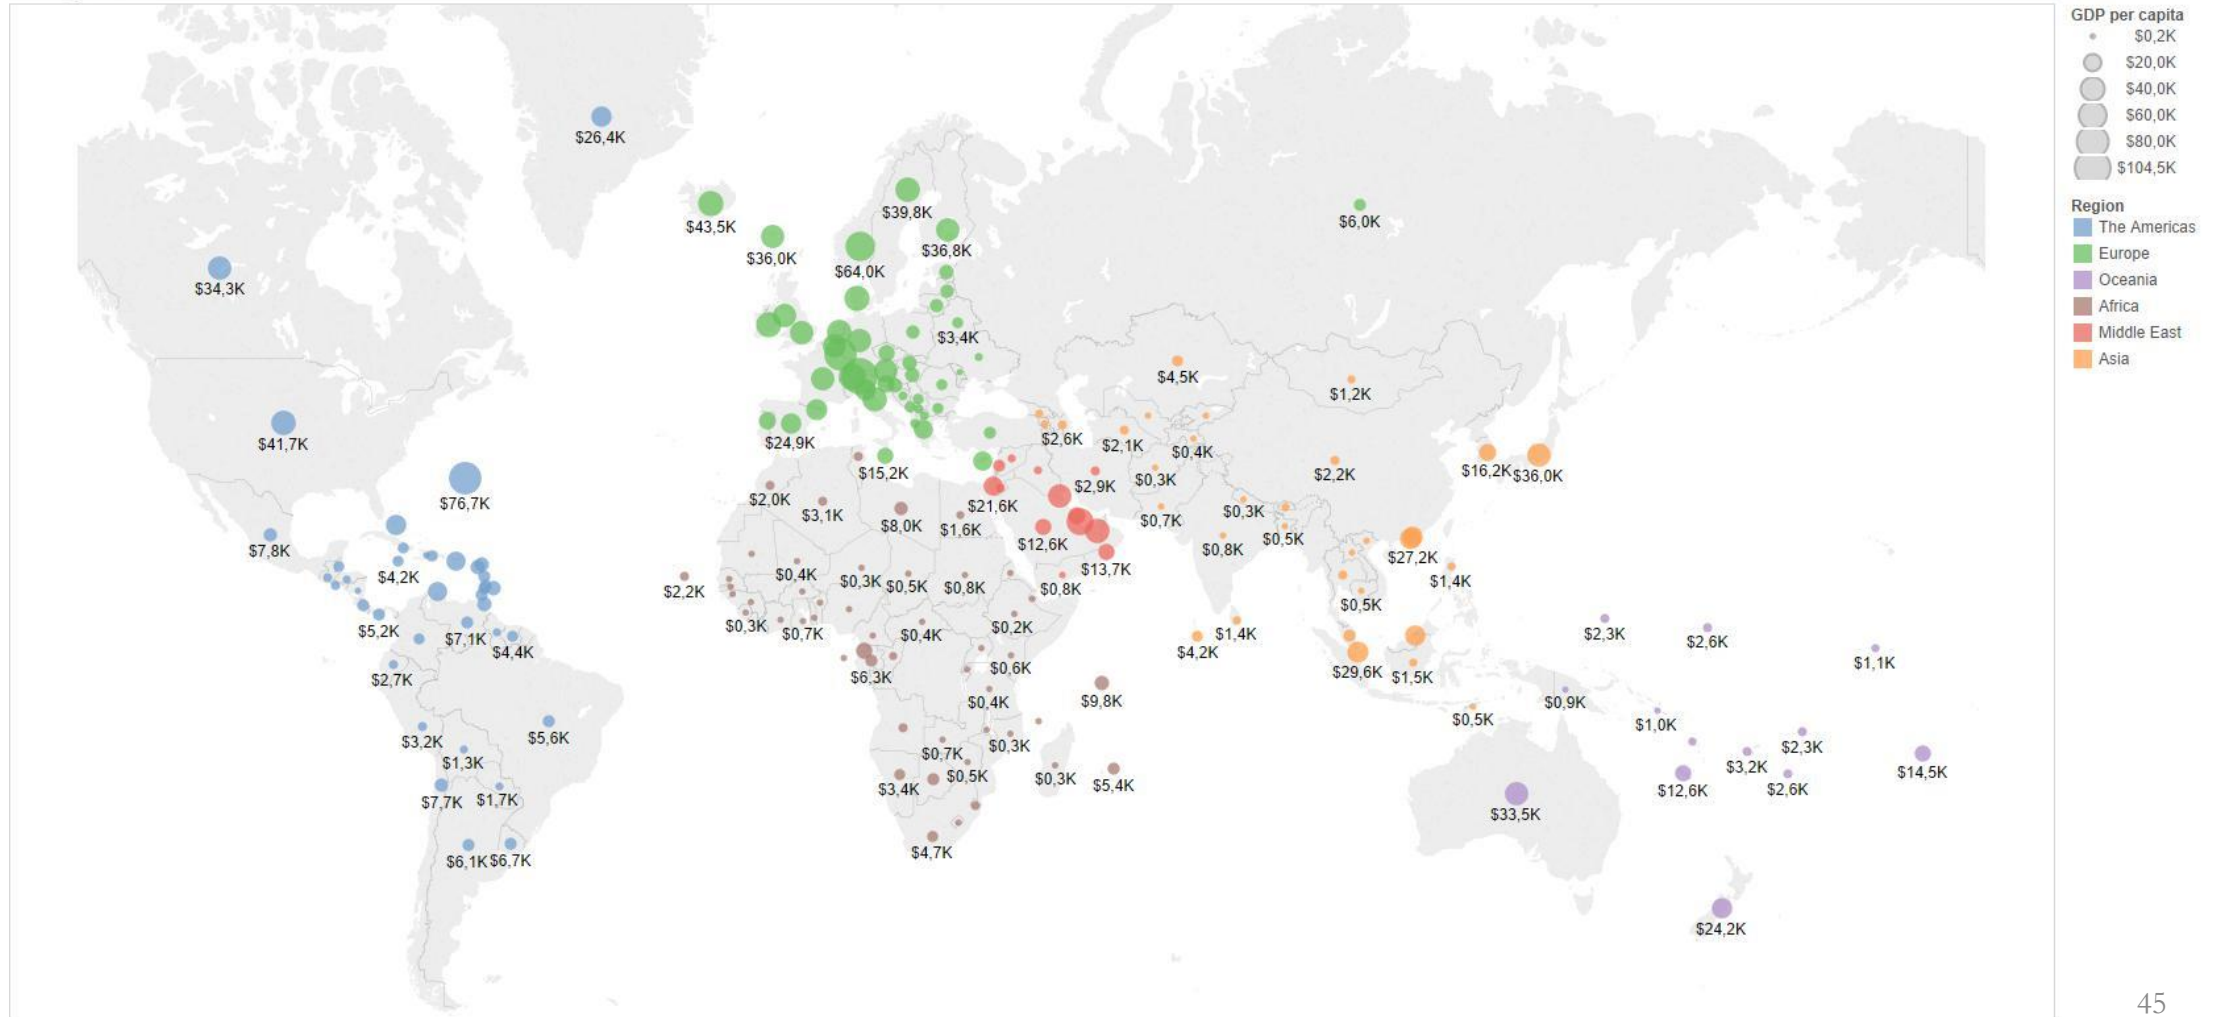 GDP per capita
$0,2K
$20,0K
$40,0K
$60,0K
$80,0K
$104,5K
Region
The Americas
Europe
Oceania
Africa
Middle East
Asia
$26,4K
$39,8K
$6,0K
$43,5K
$36,0K
$36,8K
$64,0K
$34,3K
$3,4K
$4,5K
$1,2K
$41,7K
$24,9K
$2,6K
$2,1K
$0,4K
$15,2K
$2,9K
$0,3K
$2,2K
$16,2K
$36,0K
$76,7K
$2,0K
$3,1K
$8,0K
$1,6K
$21,6K
$0,7K
$0,3K
$7,8K
$12,6K
$0,8K
$0,5K
$27,2K
$4,2K
$2,2K
$0,4K
$0,3K
$0,5K
$0,8K
$0,8K
$13,7K
$1,4K
$5,2K
$7,1K
$4,4K
$0,3K
$0,7K
$0,4K
$0,2K
$4,2K
$1,4K
$0,5K
$2,3K
$2,6K
$2,7K
$6,3K
$0,6K
$29,6K
$1,5K
$1,1K
$0,4K
$9,8K
$0,9K
$3,2K
$5,6K
$0,5K
$1,0K
$1,3K
$0,7K
$0,3K
$3,2K
$2,3K
$7,7K
$1,7K
$3,4K
$0,5K
$0,3K
$5,4K
$12,6K
$2,6K
$14,5K
$33,5K
$6,1K
$6,7K
$4,7K
$24,2K
45